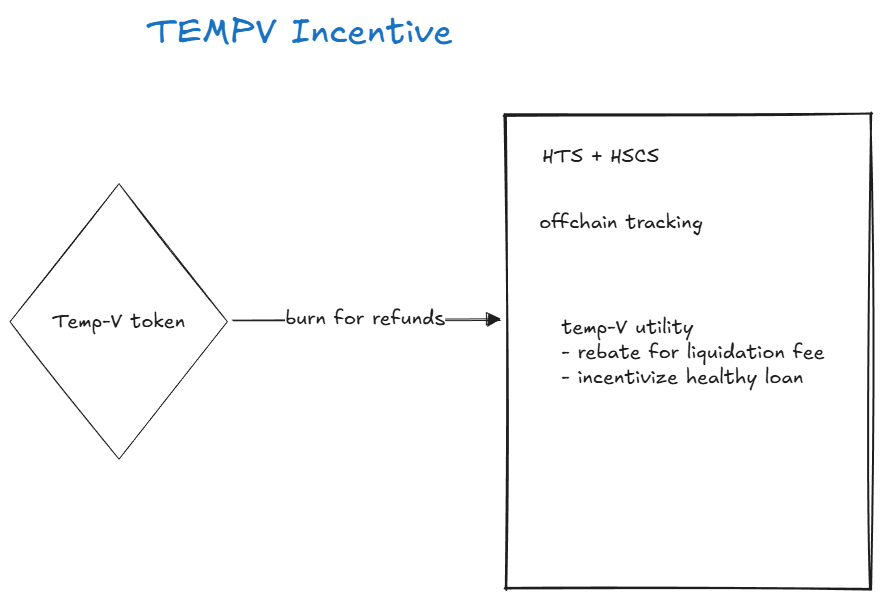 TEMPV Incentive
HTS + HSCS
offchain tracking
Temp-V token
burn for refunds
temp-V utility
- rebate for liquidation fee
- incentivize healthy loan